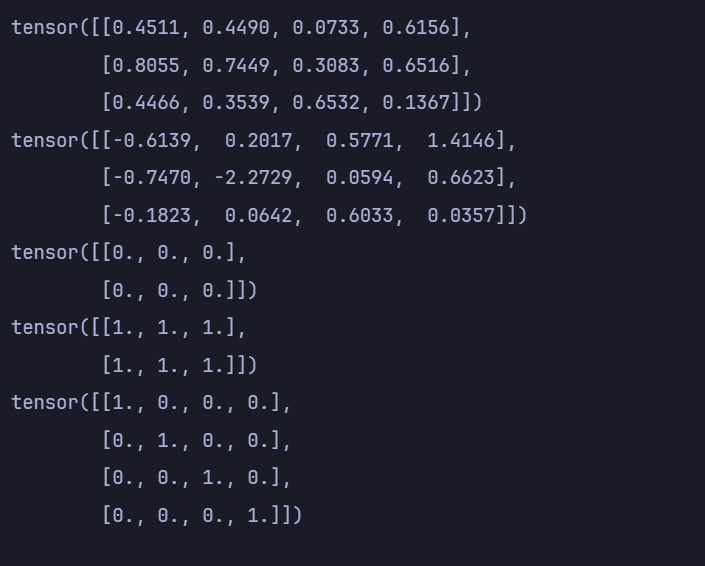 tensor([[0.4511, 0.4490, 0.0733, 0.6156],
        [0.8055, 0.7449, 0.3083, 0.6516],
        [0.4466, 0.3539, 0.6532, 0.1367]])
tensor([[-0.6139,  0.2017,  0.5771,  1.4146],
        [-0.7470, -2.2729,  0.0594,  0.6623],
        [-0.1823,  0.0642,  0.6033,  0.0357]])
tensor([[0., 0., 0.],
        [0., 0., 0.]])
tensor([[1., 1., 1.],
        [1., 1., 1.]])
tensor([[1., 0., 0., 0.],
        [0., 1., 0., 0.],
        [0., 0., 1., 0.],
        [0., 0., 0., 1.]])